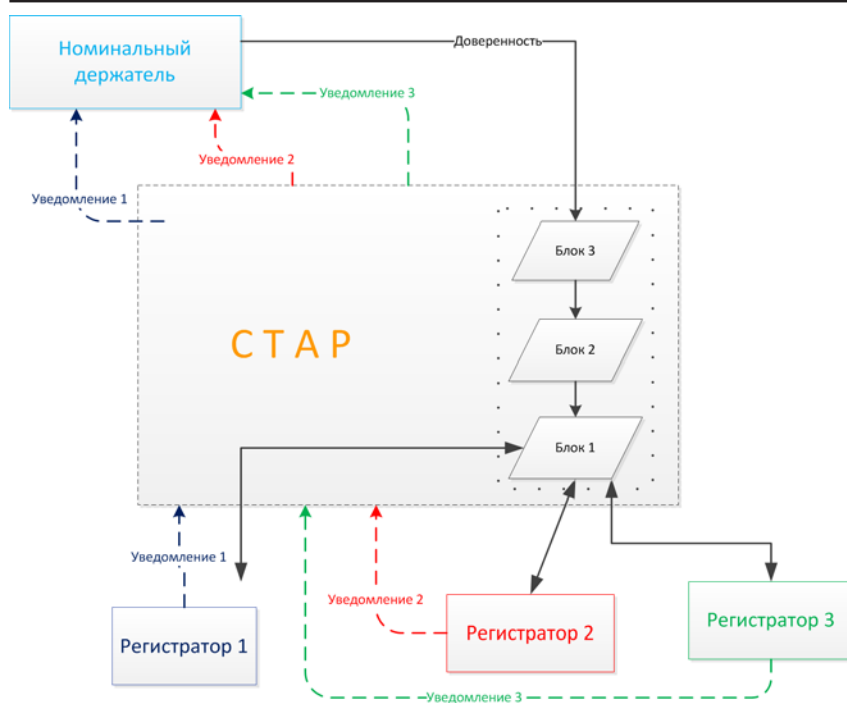 Номинальный
держатель
Доверенность
Уведомление 3
Уведомление 2
Уведомление 1
Блок 3
С Т А Р
Блок 2
Блок 1
Уведомление 1
Уведомление 2
Регистратор 1
Регистратор 2
Регистратор 3
Уведомление 3